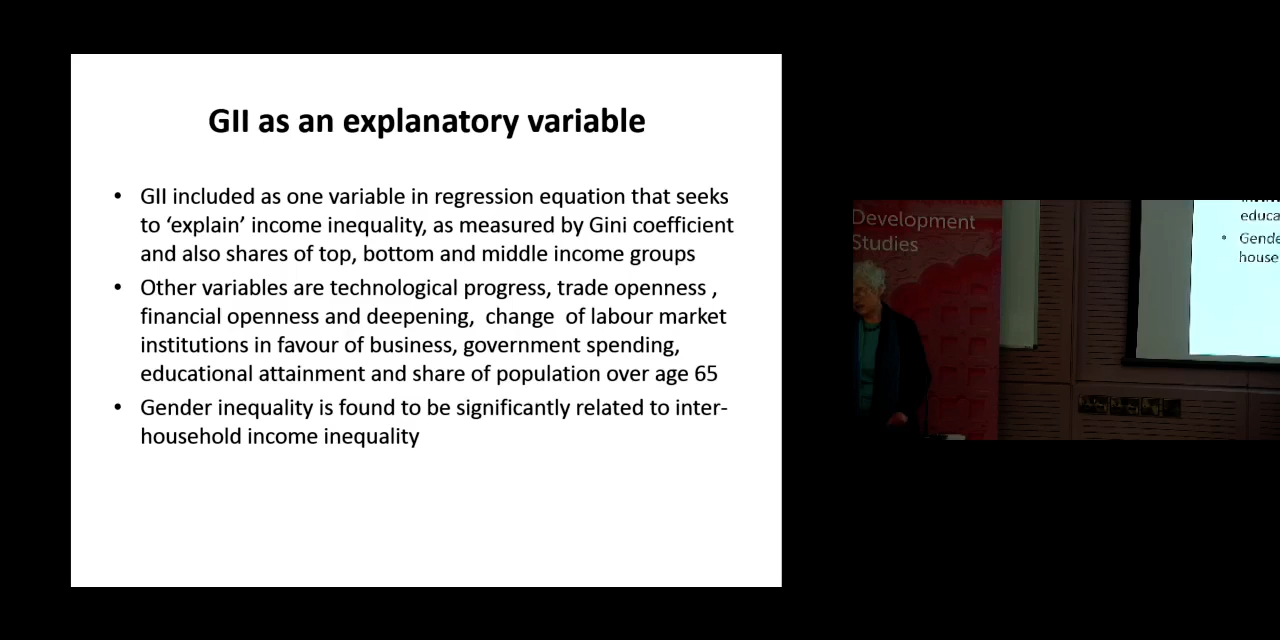 GII as an explanatory variable
• GII included as one variable in regression equation that seeks
to ‘explain’ income inequality, as measured by Gini coefficient
and also shares of top, bottom and middle income groups
• Other variables are technological progress, trade openness ,
financial openness and deepening,  change  of labour market
institutions in favour of business, government spending,
educational attainment and share of population over age 65
• Gender inequality is found to be significantly related to inter-
household income inequality
Development
Studies
educa
• Gende
house